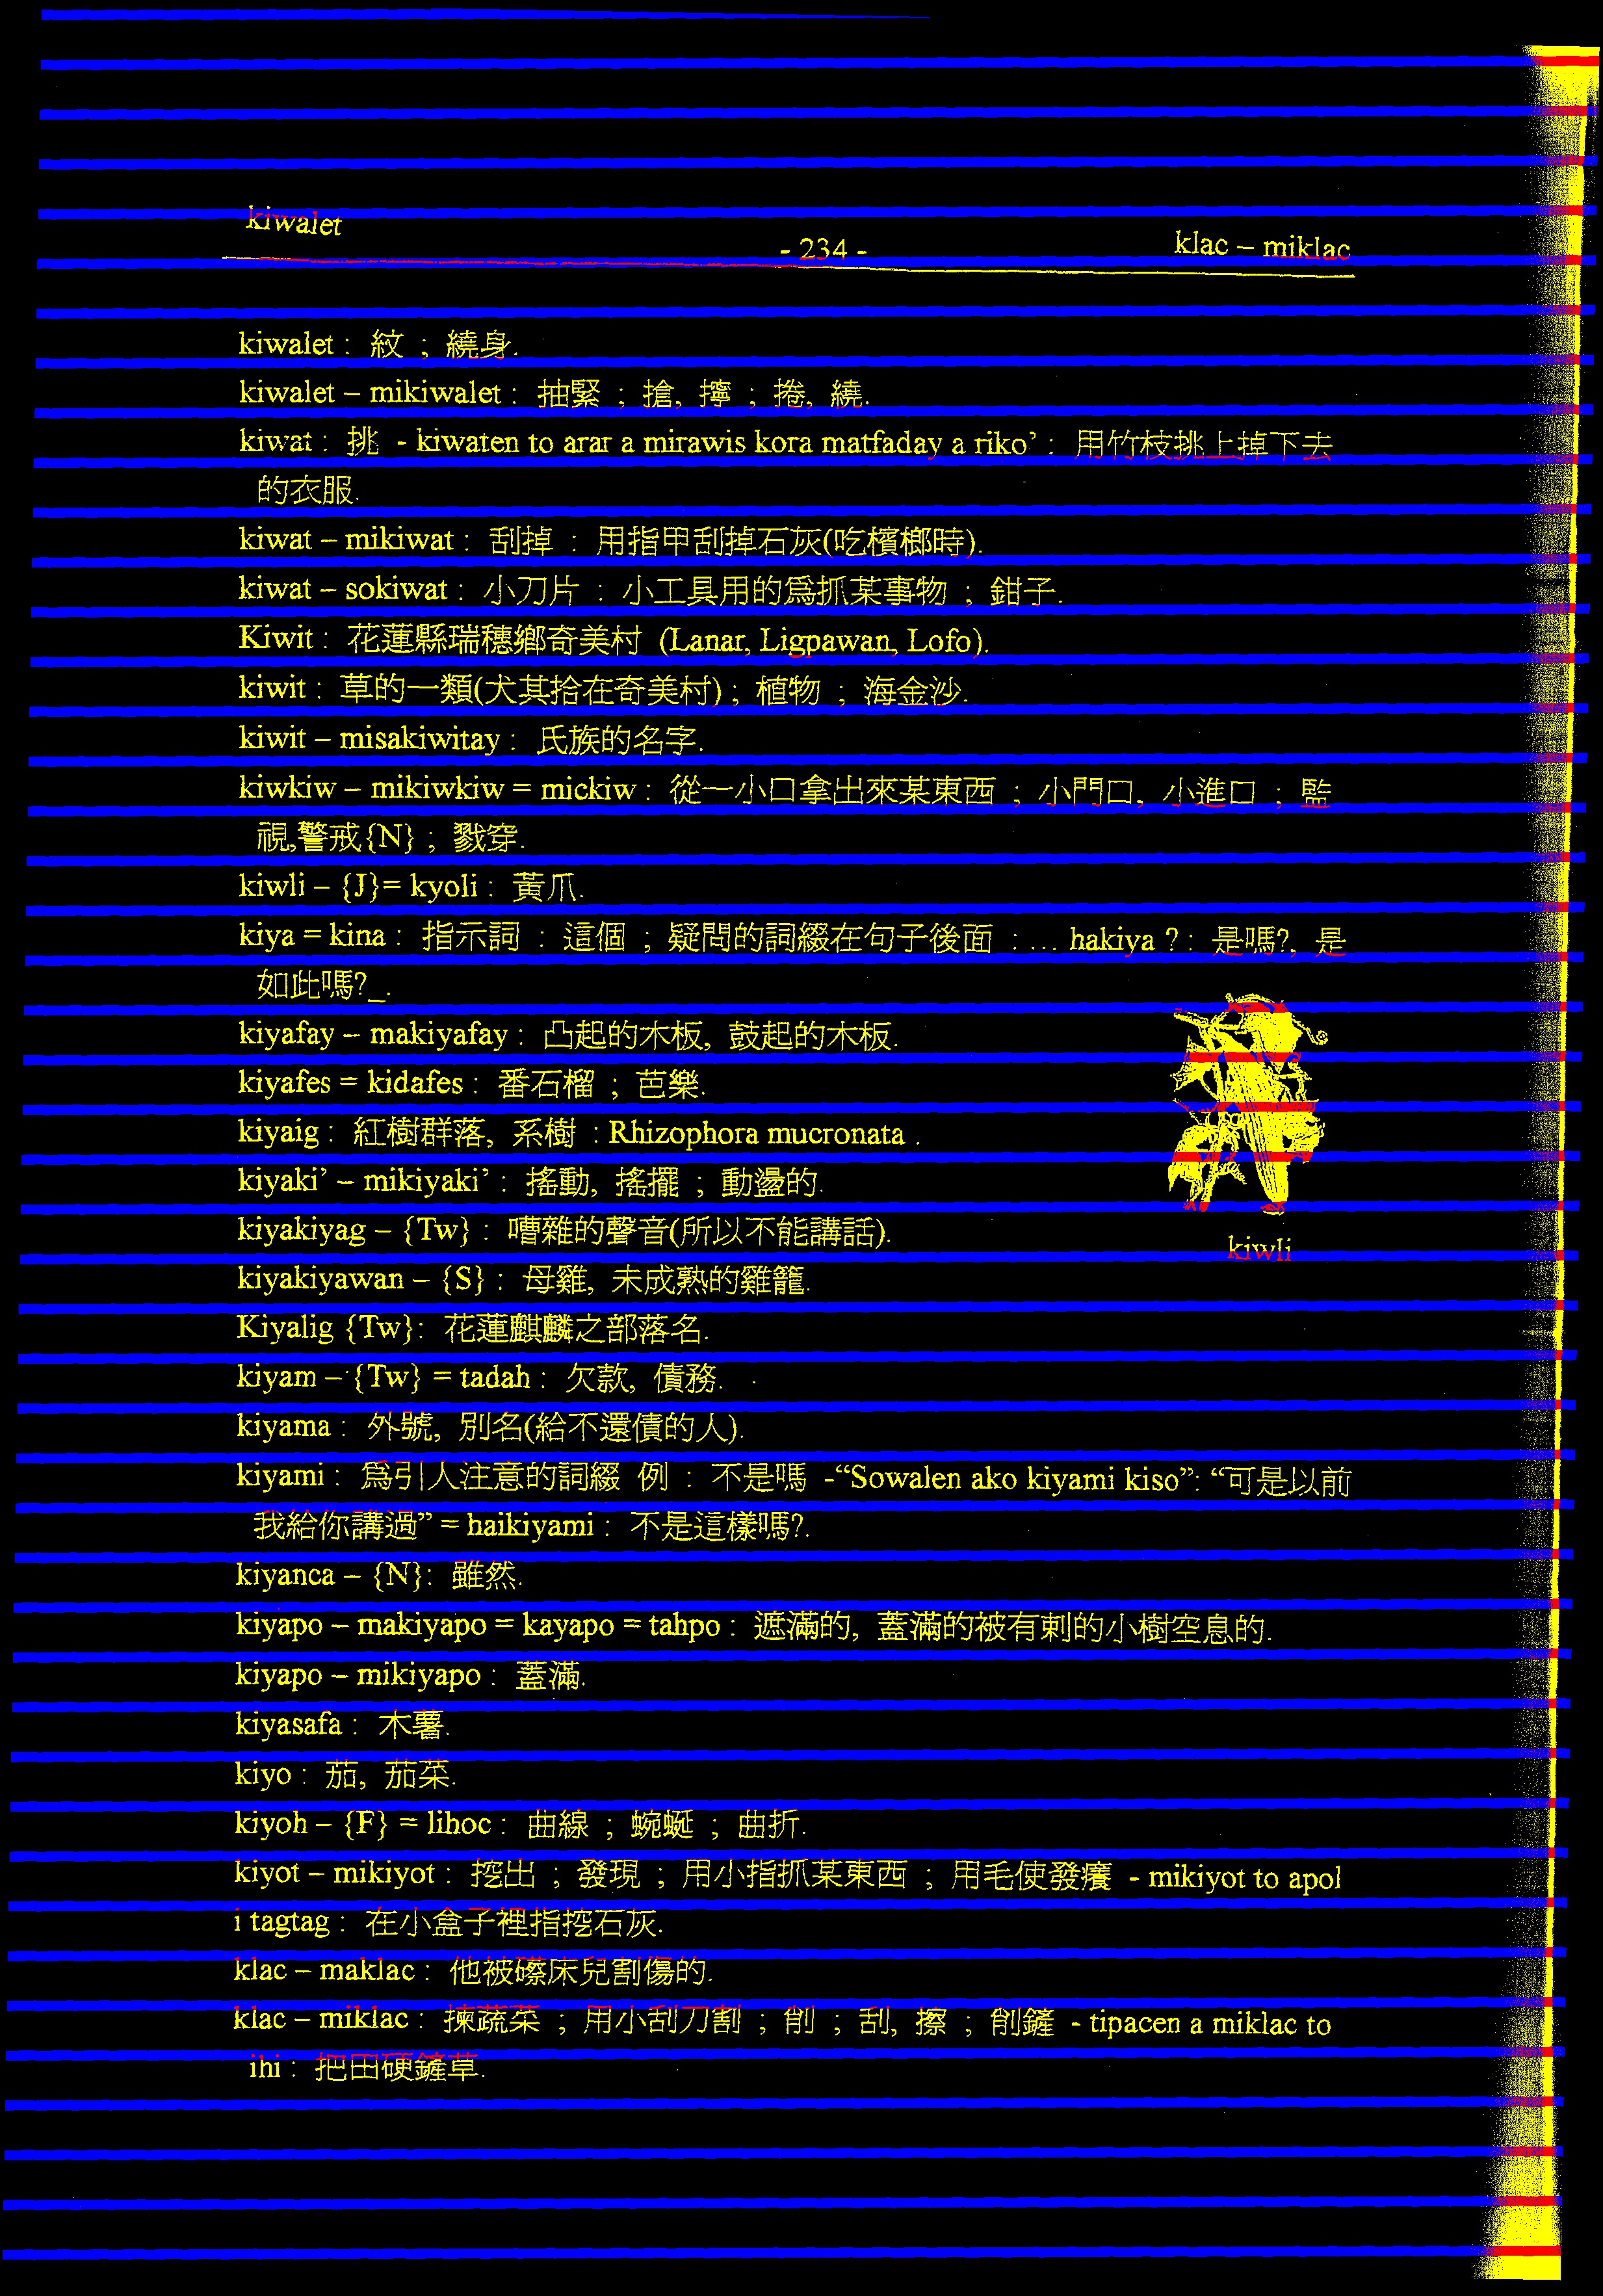 kiwalet
- 234 -
klac – miklac
kiwalet : 紋 ; 繞身.
kiwalet – mikiwalet : 抽緊 ; 搶, 擰 ; 捲, 繞.
kiwat : 挑 - kiwaten to arar a mirawis kora matfaday a riko’ : 用竹枝挑上掉下去
的衣服.
kiwat – mikiwat : 刮掉 : 用指甲刮掉石灰(吃檳榔時).
kiwat – sokiwat : 小刀片 : 小工具用的爲抓某事物 ; 鉗子.
Kiwit : 花蓮縣瑞穗鄉奇美村 (Lanar, Ligpawan, Lofo).
kiwit : 草的一類(犬其拾在奇美村) ; 植物 ; 海金沙.
kiwit – misakiwitay : 氏族的名字.
kiwkiw – mikiwkiw = mickiw : 從一小口拿出來某東西 ; 小門口, 小進口 ; 監
視,警戒{N} ; 戮穿.
kiwli – {J}= kyoli : 黃爪.
kiya = kina : 指示詞 : 這個 ; 疑問的詞綴在句子後面 : ... hakiya ? : 是嗎?, 是
如此嗎?_.
kiyafay – makiyafay : 凸起的木板, 鼓起的木板.
kiyafes = kidafes : 番石榴 ; 芭樂.
kiyaig : 紅樹群落, 系樹 : Rhizophora mucronata .
kiyaki’ – mikiyaki’ : 搖動, 搖擺 ; 動盪的.
kiyakiyag – {Tw} : 嘈雜的聲音(所以不能講話).
kiwli
kiyakiyawan – {S} : 母雞, 未成熟的雞籠.
Kiyalig {Tw}: 花蓮麒麟之部落名.
kiyam – {Tw} = tadah : 欠款, 債務.
kiyama : 外號, 別名(給不還債的人).
kiyami : 爲引人注意的詞綴 例 : 不是嗎 -“Sowalen ako kiyami kiso”: “可是以前
我給你講過” = haikiyami : 不是這樣嗎?.
kiyanca – {N}: 雖然.
kiyapo – makiyapo = kayapo = tahpo : 遮滿的, 蓋滿的被有刺的小樹空息的.
kiyapo – mikiyapo : 蓋滿.
kiyasafa : 木薯.
kiyo : 茄, 茄菜.
kiyoh – {F} = lihoc : 曲線 ; 蜿蜒 ; 曲折.
kiyot – mikiyot : 挖出 ; 發現 ; 用小指抓某東西 ; 用毛使發癢 - mikiyot to apol
i tagtag : 在小盒子裡指挖石灰.
klac – maklac : 他被礤床兒割傷的.
klac – miklac : 揀蔬菜 ; 用小刮刀割 ; 削 ; 刮, 擦 ; 削鏟 - tipacen a miklac to
ihi : 把田硬鏟草.